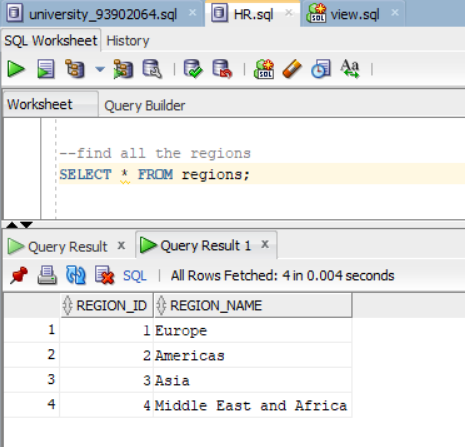 university_93902064.sql × HR.sql × view.sql ×
SQL Worksheet History
Worksheet Query Builder
--find all the regions
SELECT * FROM regions;
Query Result × Query Result 1 ×
SQL | All Rows Fetched: 4 in 0.004 seconds
REGION_ID REGION_NAME
1 1 Europe
2 2 Americas
3 3 Asia
4 4 Middle East and Africa